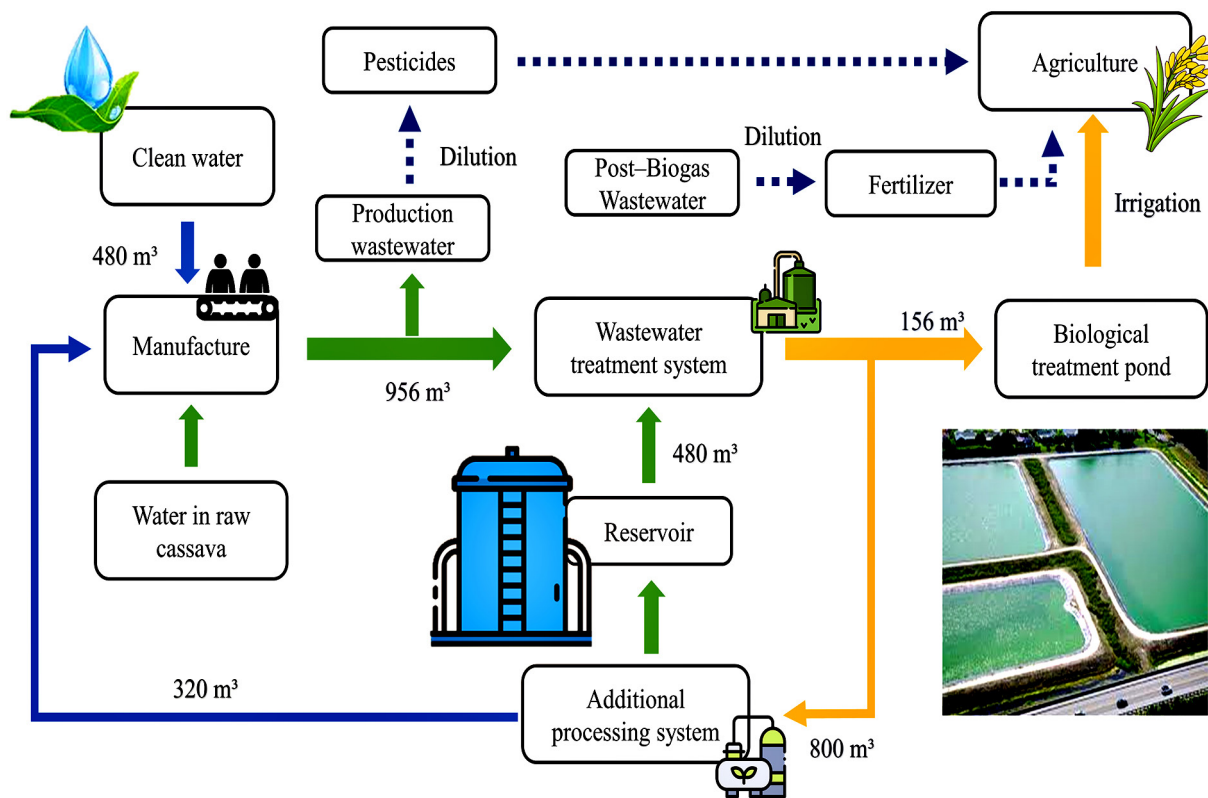 Pesticides
Agriculture
Clean water
Dilution
Dilution
Post–Biogas
Wastewater
Fertilizer
Production
wastewater
Irrigation
480 m³
Manufacture
956 m³
Wastewater
treatment system
156 m³
Biological
treatment pond
480 m³
Water in raw
cassava
Reservoir
320 m³
Additional
processing system
800 m³